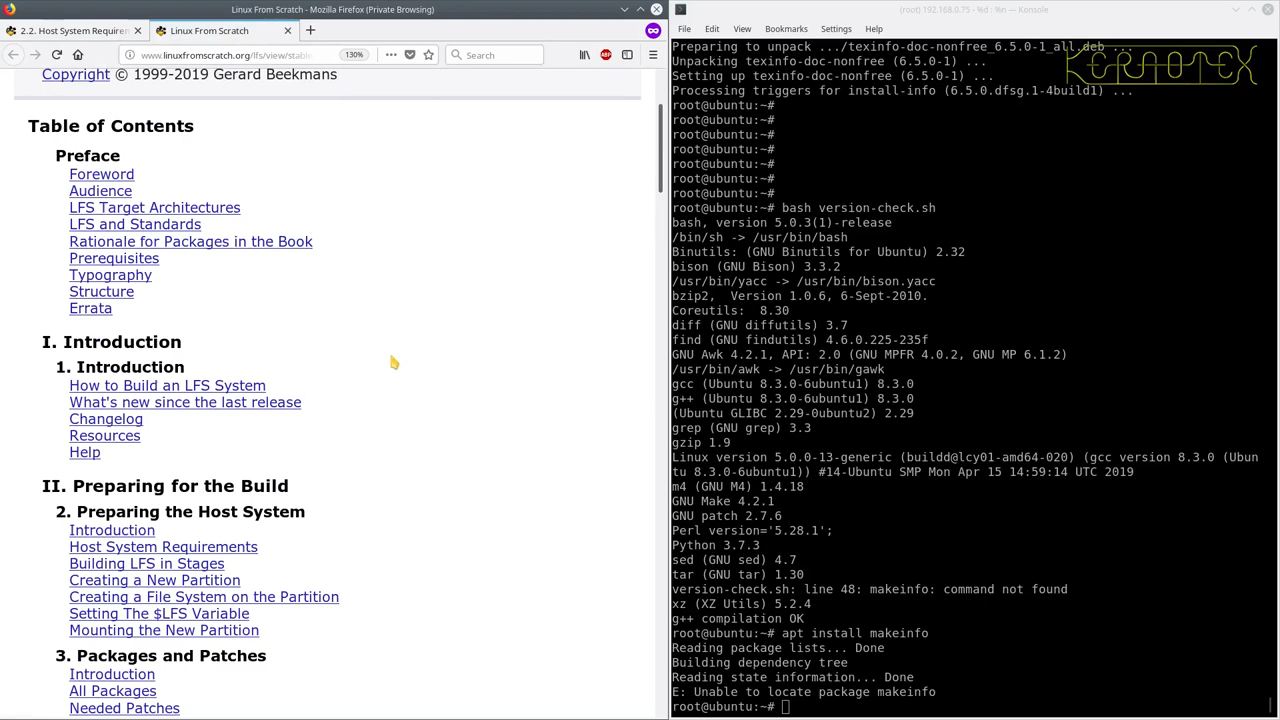 Linux From Scratch - Mozilla Firefox (Private Browsing)
2.2. Host System Requirem
Linux From Scratch
https://www.linuxfromscratch.org/lfs/view/stable
130%
Search
Copyright © 1999-2019 Gerard Beekmans
Table of Contents
Preface
Foreword
Audience
LFS Target Architectures
LFS and Standards
Rationale for Packages in the Book
Prerequisites
Typography
Structure
Errata
I. Introduction
1. Introduction
How to Build an LFS System
What's new since the last release
Changelog
Resources
Help
II. Preparing for the Build
2. Preparing the Host System
Introduction
Host System Requirements
Building LFS in Stages
Creating a New Partition
Creating a File System on the Partition
Setting The $LFS Variable
Mounting the New Partition
3. Packages and Patches
Introduction
All Packages
Needed Patches
(root) 192.168.0.75 - %d : %n — Konsole
File Edit View Bookmarks Settings Help
KERNOTEX
Preparing to unpack .../texinfo-doc-nonfree_6.5.0-1_all.deb ...
Unpacking texinfo-doc-nonfree (6.5.0-1) ...
Setting up texinfo-doc-nonfree (6.5.0-1) ...
Processing triggers for install-info (6.5.0.dfsg.1-4build1) ...
root@ubuntu:~#
root@ubuntu:~#
root@ubuntu:~#
root@ubuntu:~#
root@ubuntu:~#
root@ubuntu:~#
root@ubuntu:~#
root@ubuntu:~# bash version-check.sh
bash, version 5.0.3(1)-release
/bin/sh -> /usr/bin/bash
Binutils: (GNU Binutils for Ubuntu) 2.32
bison (GNU Bison) 3.3.2
/usr/bin/yacc -> /usr/bin/bison.yacc
bzip2,  Version 1.0.6, 6-Sept-2010.
Coreutils:  8.30
diff (GNU diffutils) 3.7
find (GNU findutils) 4.6.0.225-235f
GNU Awk 4.2.1, API: 2.0 (GNU MPFR 4.0.2, GNU MP 6.1.2)
/usr/bin/awk -> /usr/bin/gawk
gcc (Ubuntu 8.3.0-6ubuntu1) 8.3.0
g++ (Ubuntu 8.3.0-6ubuntu1) 8.3.0
(Ubuntu GLIBC 2.29-0ubuntu2) 2.29
grep (GNU grep) 3.3
gzip 1.9
Linux version 5.0.0-13-generic (buildd@lcy01-amd64-020) (gcc version 8.3.0 (Ubun
tu 8.3.0-6ubuntu1)) #14-Ubuntu SMP Mon Apr 15 14:59:14 UTC 2019
m4 (GNU M4) 1.4.18
GNU Make 4.2.1
GNU patch 2.7.6
Perl version='5.28.1';
Python 3.7.3
sed (GNU sed) 4.7
tar (GNU tar) 1.30
version-check.sh: line 48: makeinfo: command not found
xz (XZ Utils) 5.2.4
g++ compilation OK
root@ubuntu:~# apt install makeinfo
Reading package lists... Done
Building dependency tree
Reading state information... Done
E: Unable to locate package makeinfo
root@ubuntu:~#